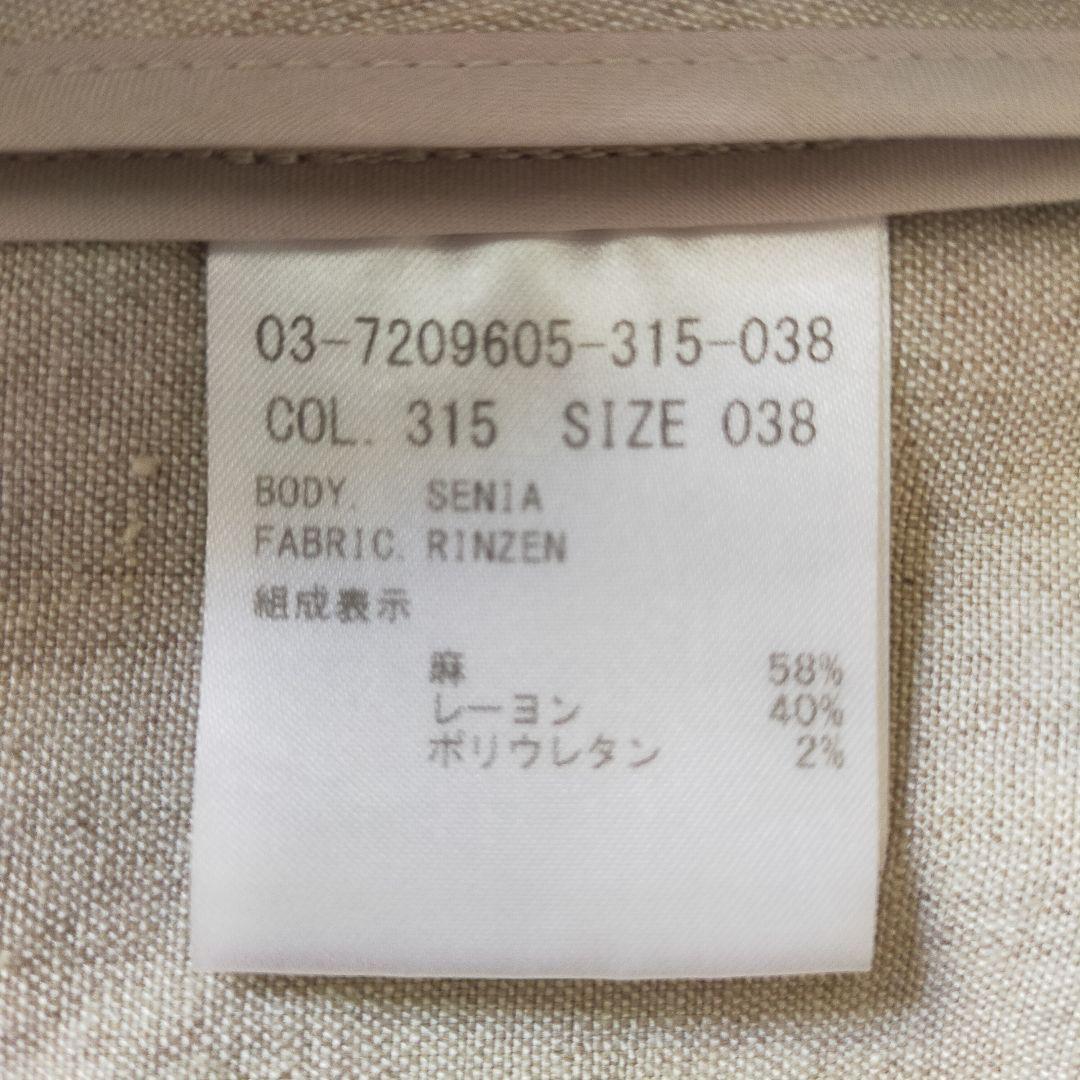 03-7209605-315-038
COL. 315 SIZE 038
BODY. SENIA
FABRIC. RINZEN
組成表示
麻 58%
レーヨン 40%
ポリウレタン 2%